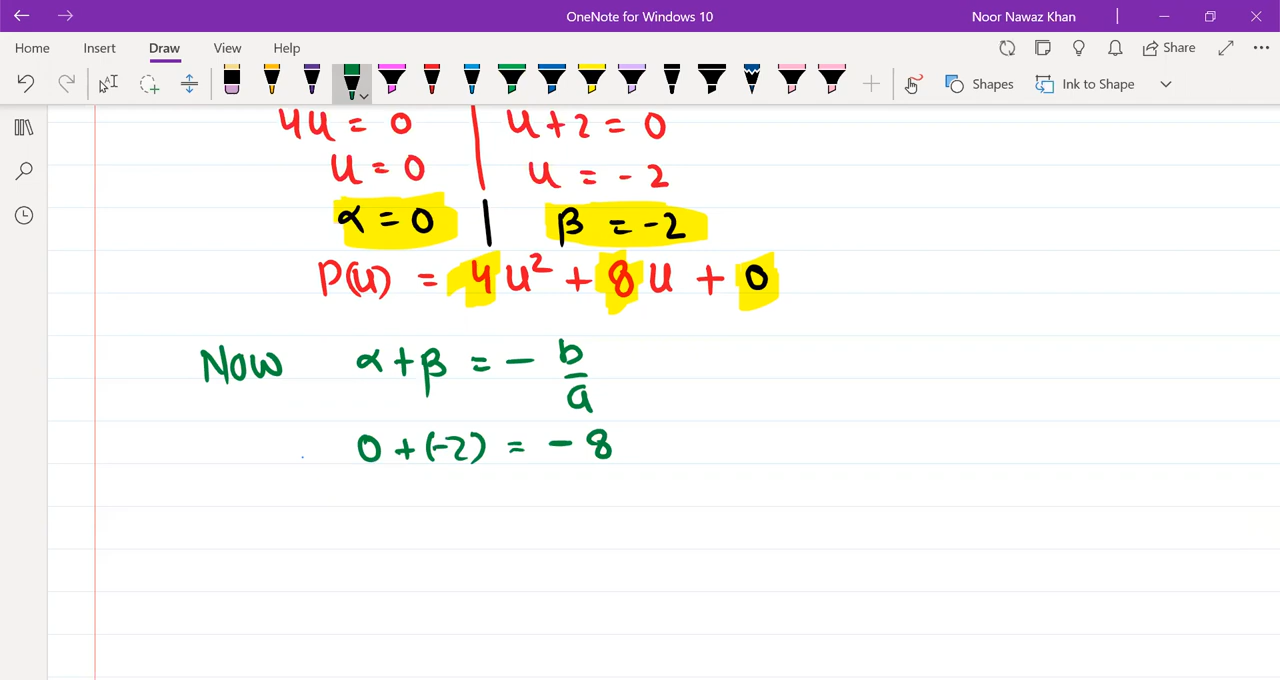 OneNote for Windows 10
Noor Nawaz Khan
Home Insert Draw View Help
Share
Shapes
Ink to Shape
4u = 0 | u + 2 = 0
u = 0 | u = - 2
α = 0 | β = -2
P(u) = 4u² + 8u + 0
Now α + β = - b/a
0 + (-2) = - 8